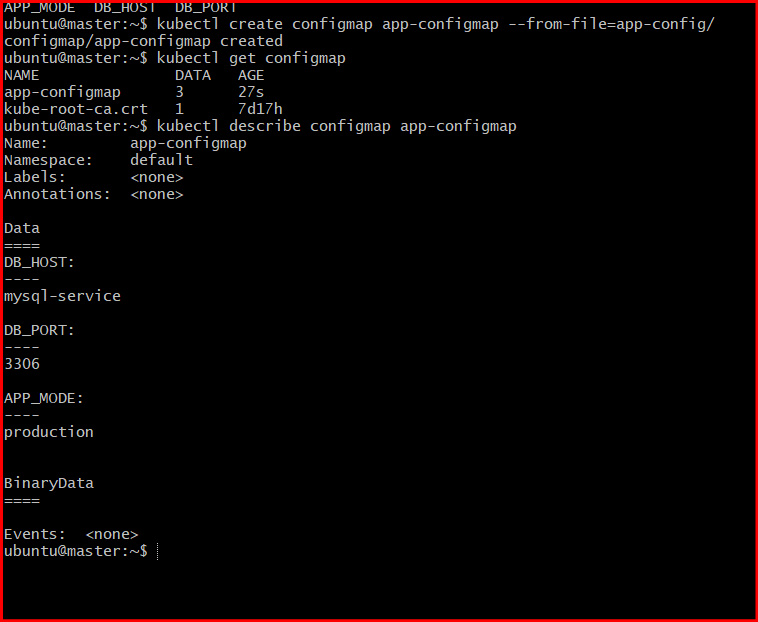 APP_MODE  DB_HOST  DB_PORT
ubuntu@master:~$ kubectl create configmap app-configmap --from-file=app-config/
configmap/app-configmap created
ubuntu@master:~$ kubectl get configmap
NAME               DATA   AGE
app-configmap      3      27s
kube-root-ca.crt   1      7d17h
ubuntu@master:~$ kubectl describe configmap app-configmap
Name:         app-configmap
Namespace:    default
Labels:       <none>
Annotations:  <none>

Data
====
DB_HOST:
----
mysql-service

DB_PORT:
----
3306

APP_MODE:
----
production


BinaryData
====

Events:  <none>
ubuntu@master:~$